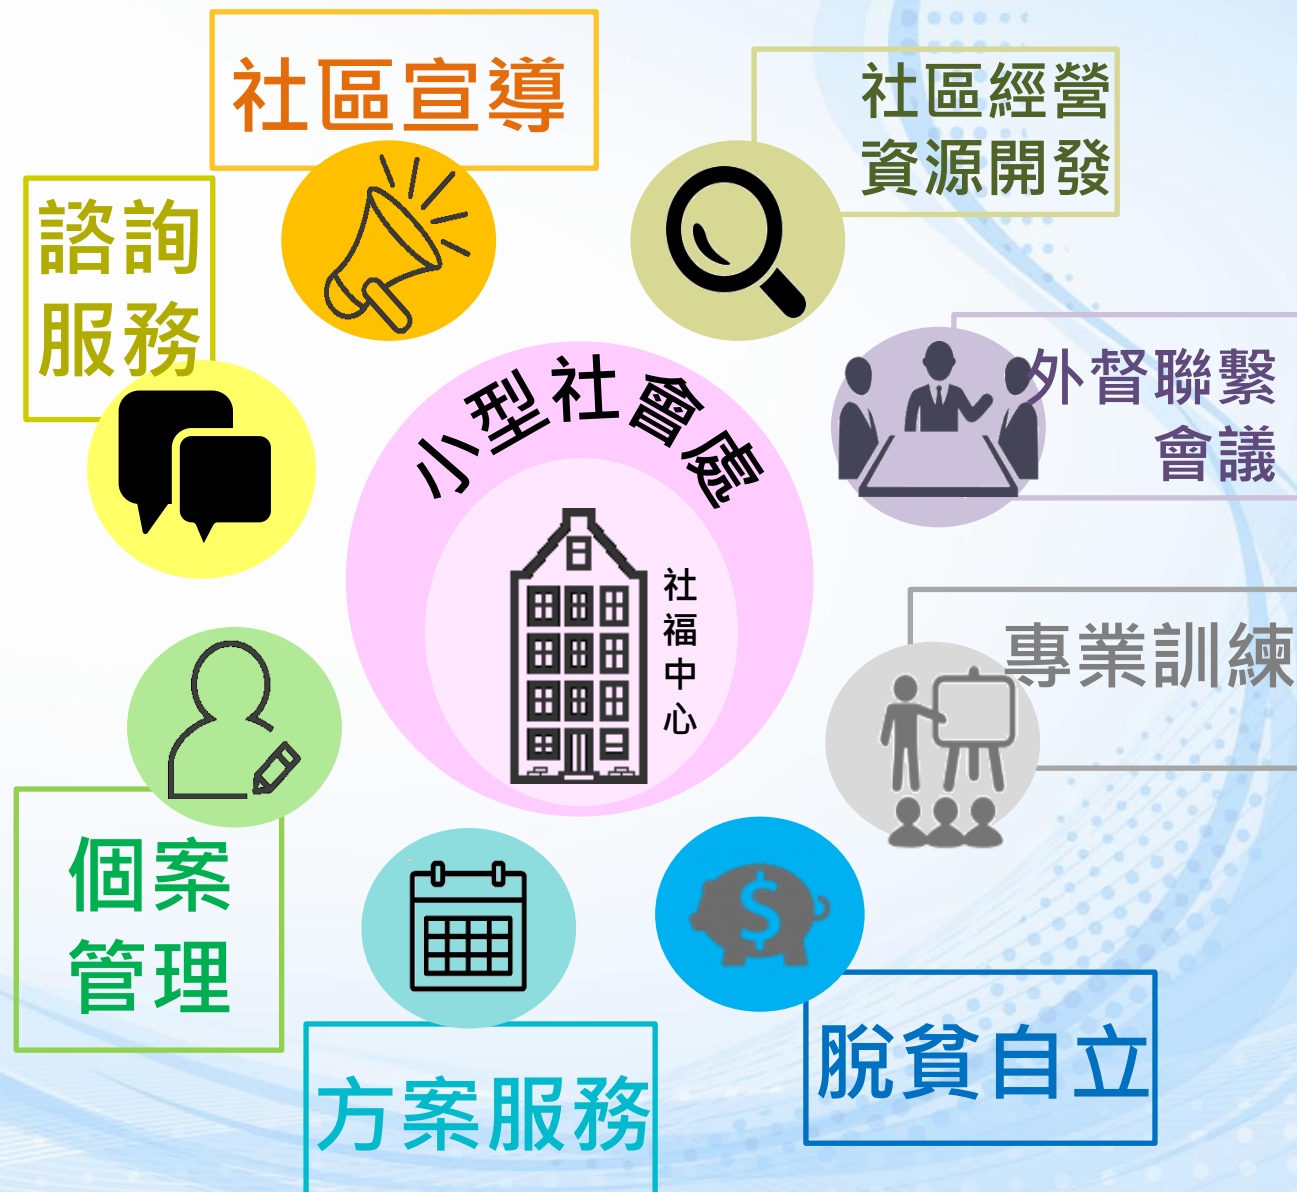 社區宣導
社區經營
資源開發
諮詢
服務
外督聯繫
會議
小型社會處
社福中心
專業訓練
個案
管理
方案服務
脫貧自立